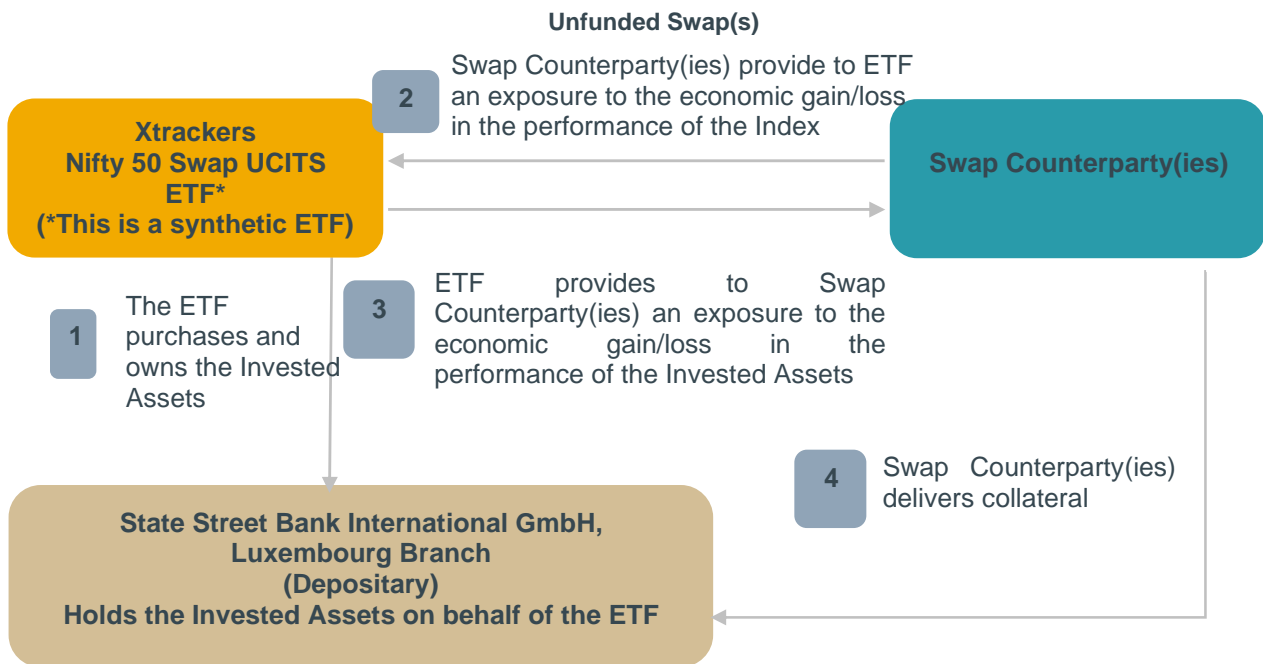 Unfunded Swap(s)
2
Swap Counterparty(ies) provide to ETF
an exposure to the economic gain/loss
in the performance of the Index
Xtrackers
Nifty 50 Swap UCITS
ETF*
(*This is a synthetic ETF)
Swap Counterparty(ies)
1
The ETF
purchases and
owns the Invested
Assets
3
ETF provides to Swap
Counterparty(ies) an exposure to the
economic gain/loss in the
performance of the Invested Assets
4
Swap Counterparty(ies)
delivers collateral
State Street Bank International GmbH,
Luxembourg Branch
(Depositary)
Holds the Invested Assets on behalf of the ETF